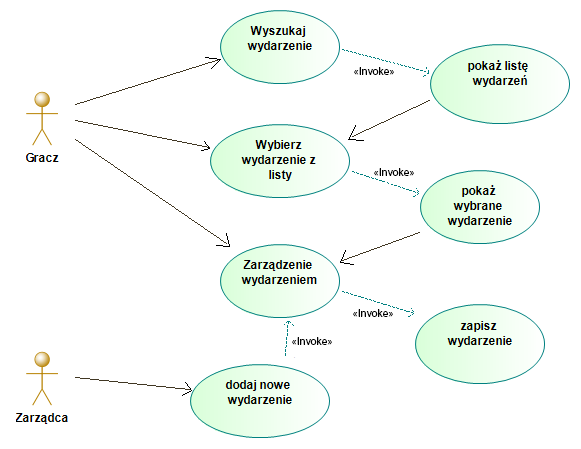 Wyszukaj
wydarzenie
«Invoke»
pokaż listę
wydarzeń
Gracz
Wybierz
wydarzenie z
listy
«Invoke»
pokaż
wybrane
wydarzenie
Zarządzenie
wydarzeniem
«Invoke»
zapisz
wydarzenie
«Invoke»
Zarządca
dodaj nowe
wydarzenie